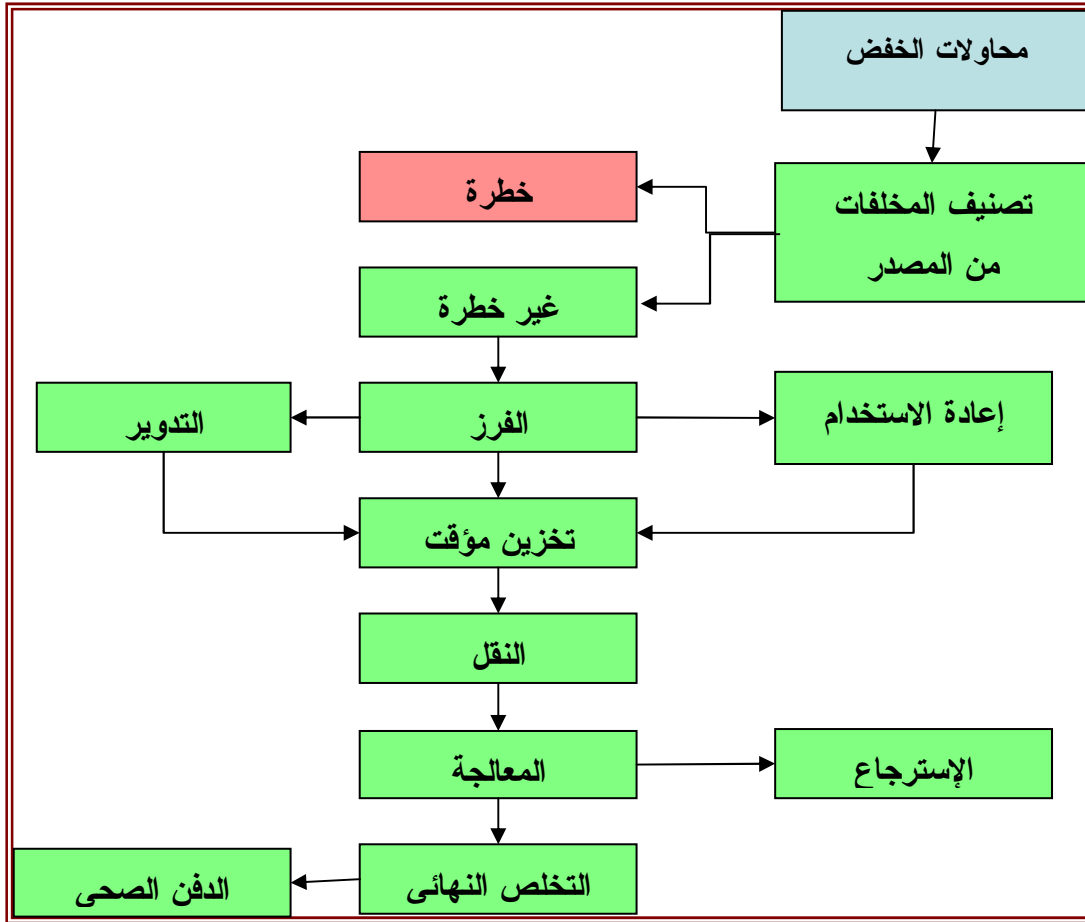 محاولات الخفض
تصنيف المخلفات
من المصدر
خطرة
غير خطرة
إعادة الاستخدام
الفرز
التدوير
تخزين مؤقت
النقل
المعالجة
الإسترجاع
التخلص النهائى
الدفن الصحى